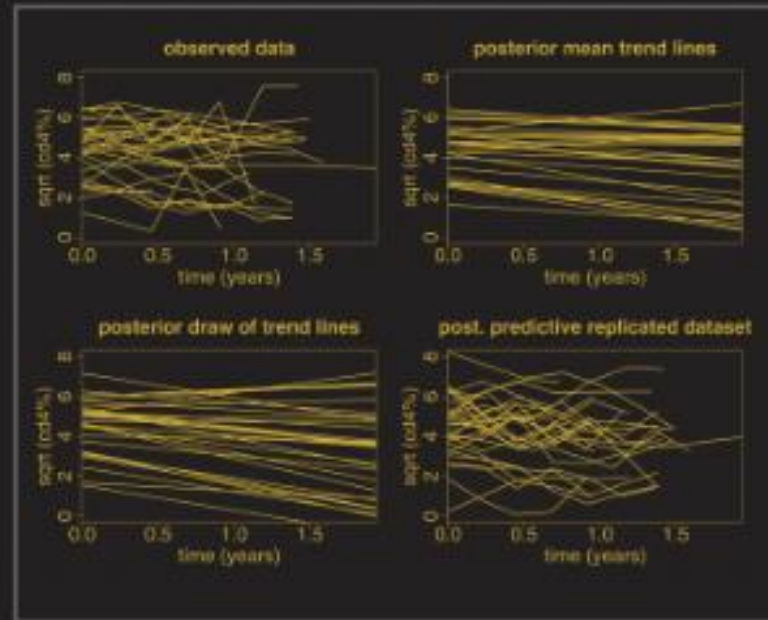 observed data
sqrt (cd4%)
8
6
4
2
0
0.0 0.5 1.0 1.5
time (years)
posterior mean trend lines
sqrt (cd4%)
8
6
4
2
0
0.0 0.5 1.0 1.5
time (years)
posterior draw of trend lines
sqrt (cd4%)
8
6
4
2
0
0.0 0.5 1.0 1.5
time (years)
post. predictive replicated dataset
sqrt (cd4%)
8
6
4
2
0
0.0 0.5 1.0 1.5
time (years)